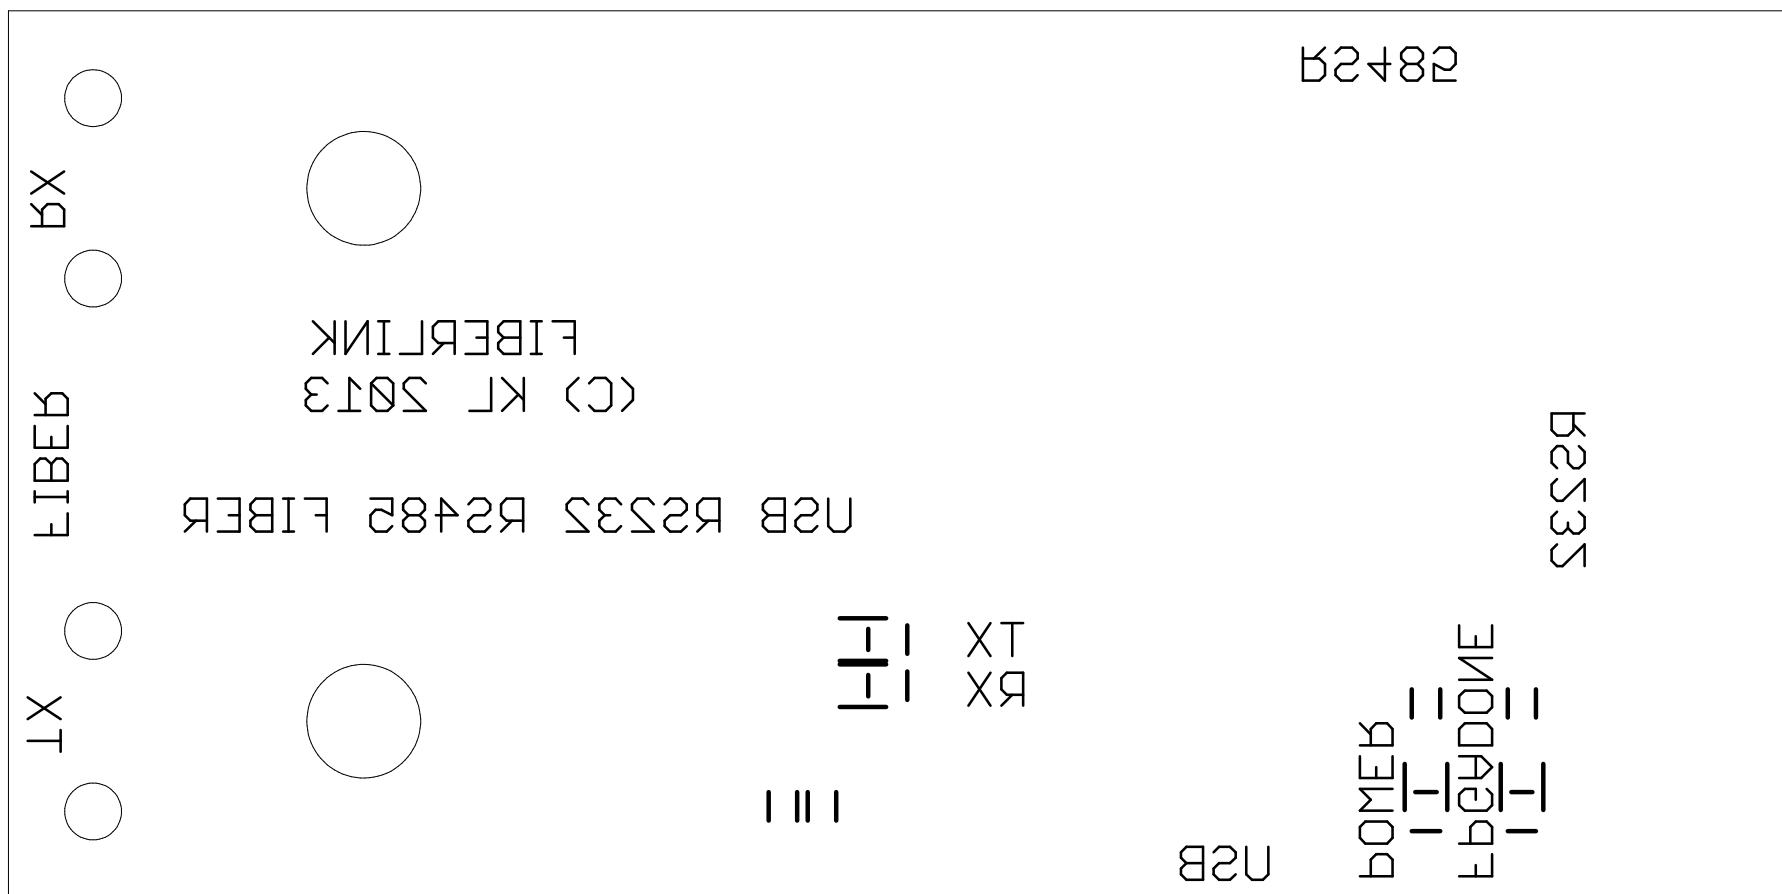 RS485
RX
FIBERLINK
(C) KL 2013
FIBER
RS232
USB RS232 RS485 FIBER
TX
RX
TX
POWER
FPGADONE
USB